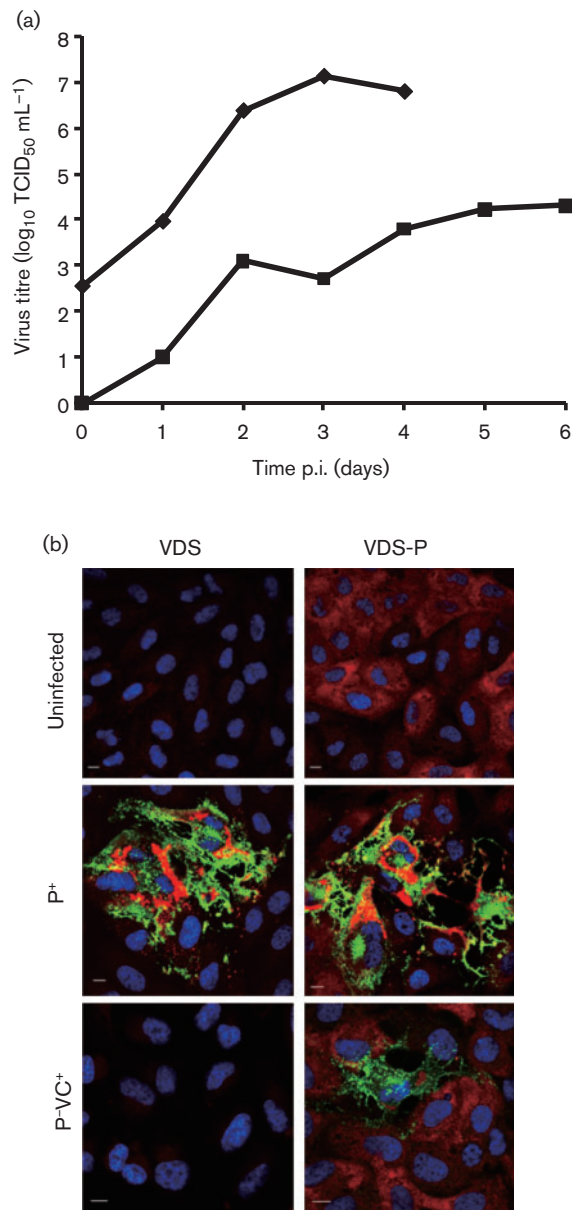 (a)
8
7
6
5
4
3
2
1
0
Virus titre (log₁₀ TCID₅₀ mL⁻¹)
0 1 2 3 4 5 6
Time p.i. (days)
(b)
VDS VDS-P
Uninfected
P⁺
P⁻VC⁺